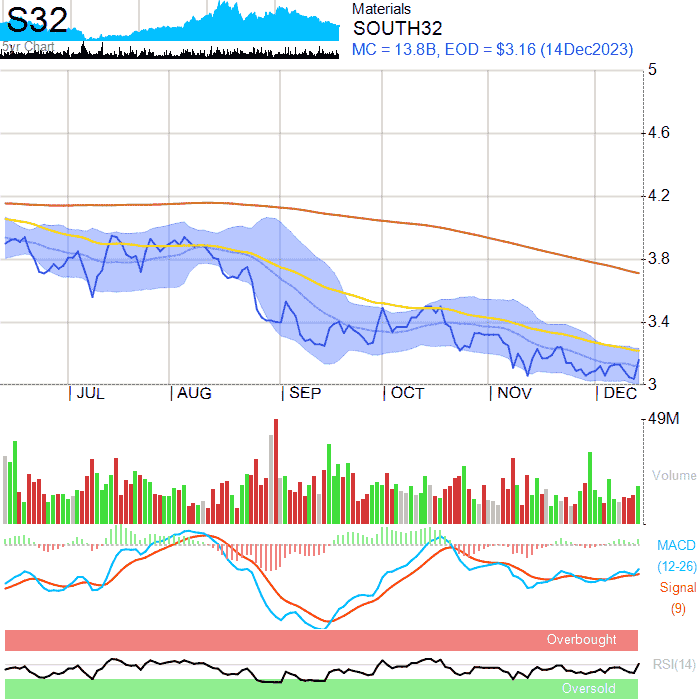 S32
5yr Chart
Materials
SOUTH32
MC = 13.8B, EOD = $3.16 (14Dec2023)
5
4.6
4.2
3.8
3.4
3
JUL
AUG
SEP
OCT
NOV
DEC
49M
Volume
MACD
(12-26)
Signal
(9)
Overbought
RSI(14)
Oversold